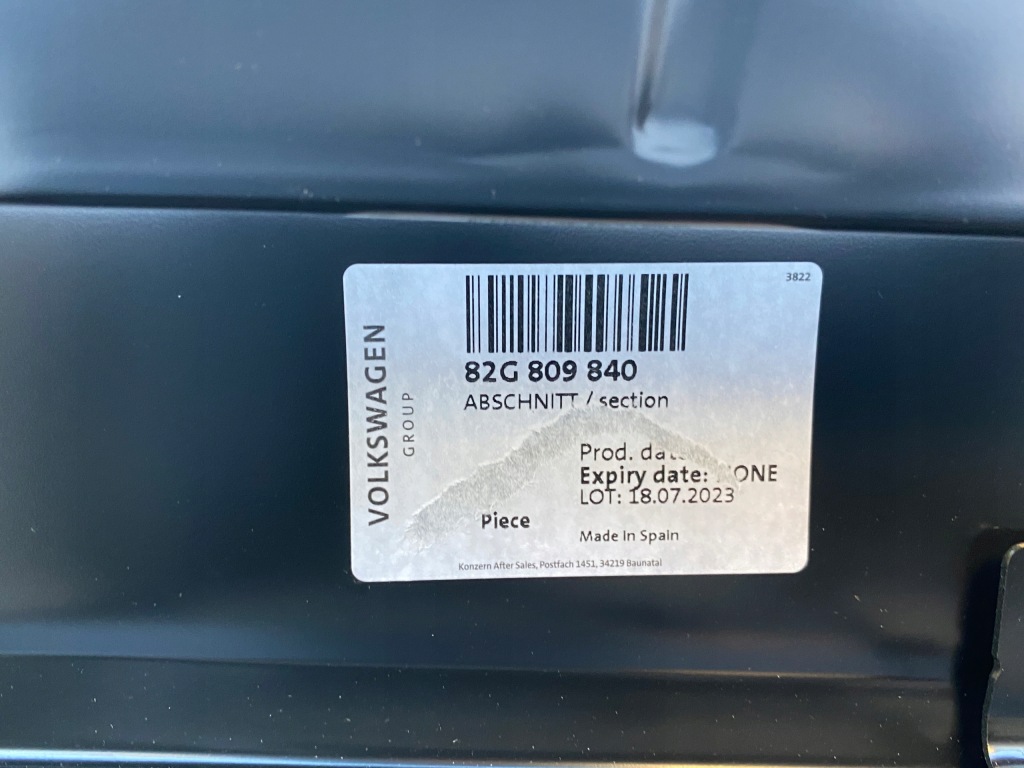 3822
VOLKSWAGEN
GROUP
82G 809 840
ABSCHNITT / section
Prod.
Expiry date:
LOT: 18.07.2023
Piece
Made in Spain
Konzern After Sales, Postfach 1451, 34219 Baunatal